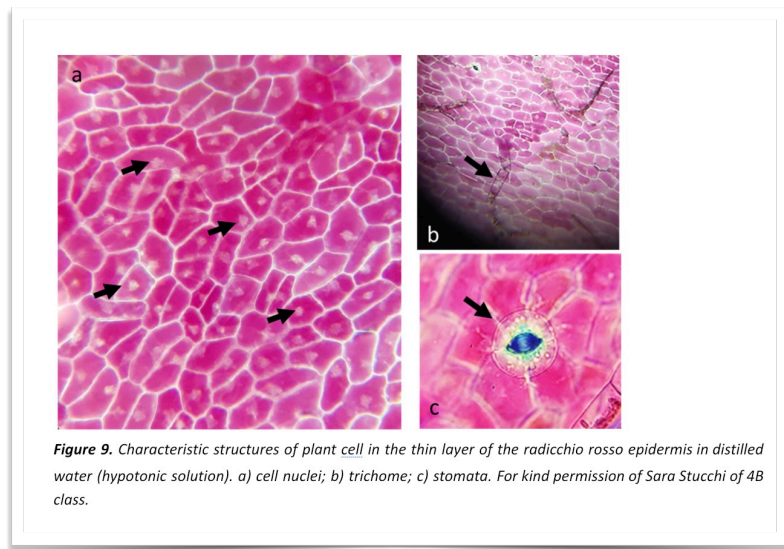 a
b
c
Figure 9. Characteristic structures of plant cell in the thin layer of the radicchio rosso epidermis in distilled
water (hypotonic solution). a) cell nuclei; b) trichome; c) stomata. For kind permission of Sara Stucchi of 4B
class.